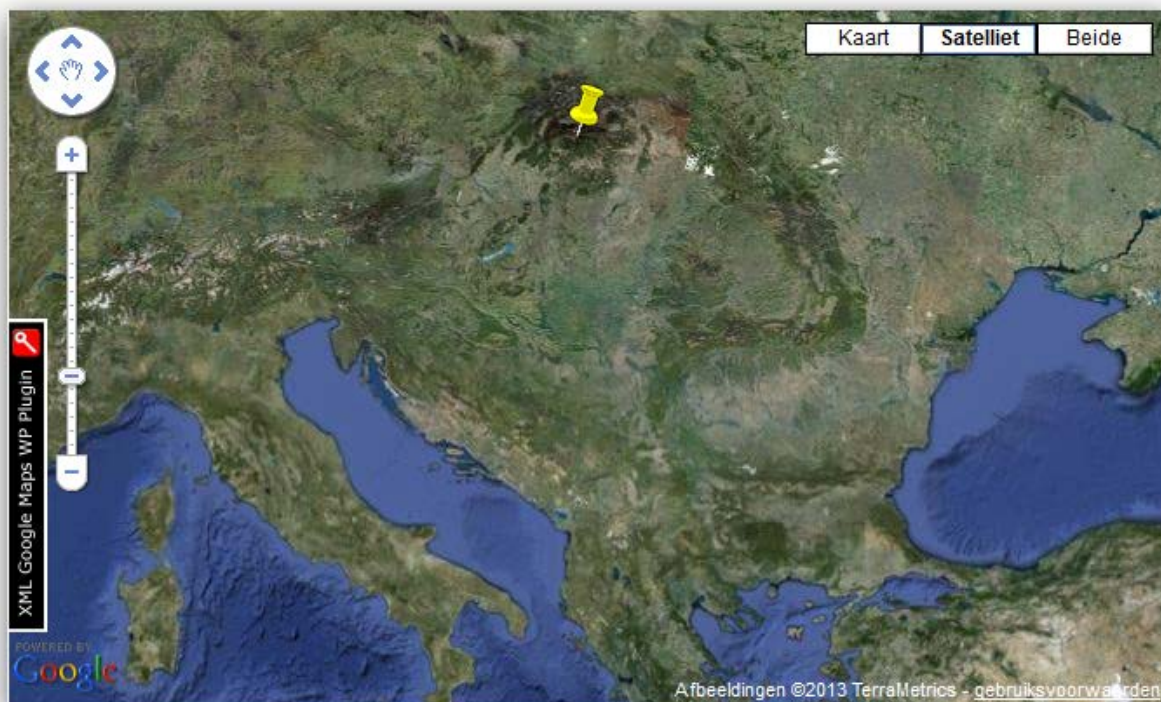 Kaart Satelliet Beide
XML Google Maps WP Plugin
POWERED BY
Google
Afbeeldingen ©2013 TerraMetrics - gebruiksvoorwaarden